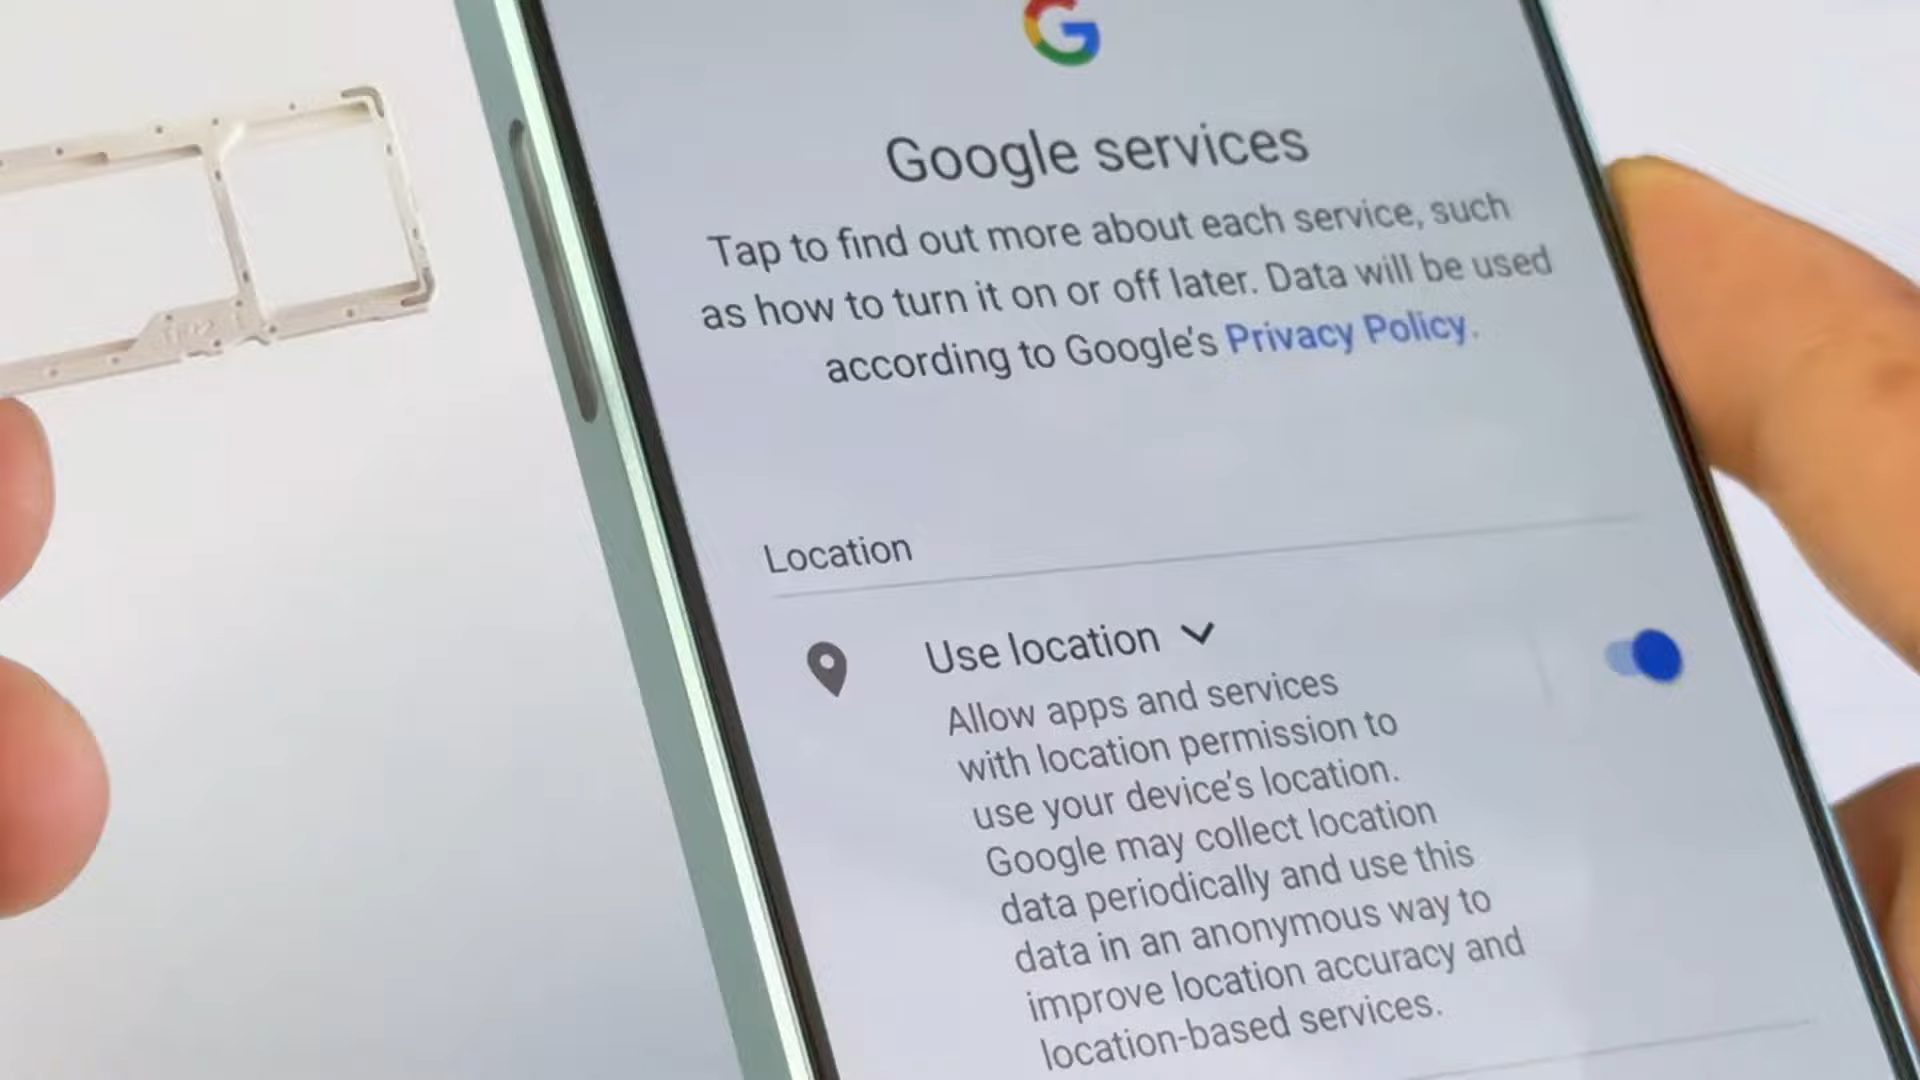 Google services
Tap to find out more about each service, such
as how to turn it on or off later. Data will be used
according to Google's Privacy Policy.
Location
Use location
Allow apps and services
with location permission to
use your device's location.
Google may collect location
data periodically and use this
data in an anonymous way to
improve location accuracy and
location-based services.